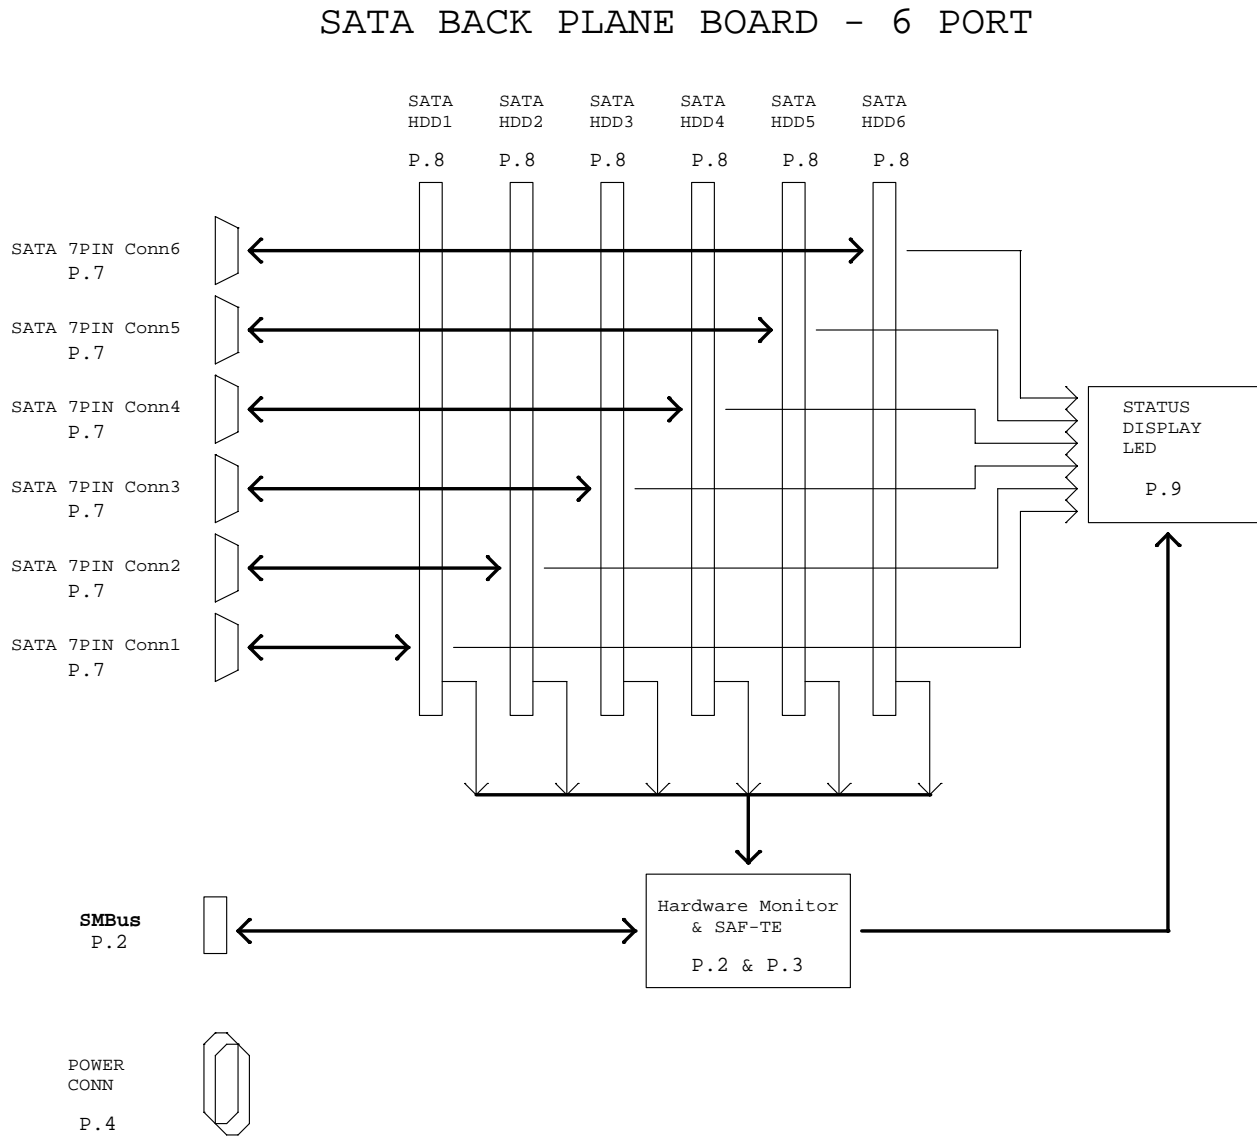 SATA BACK PLANE BOARD - 6 PORT
SATA SATA SATA SATA SATA SATA
HDD1 HDD2 HDD3 HDD4 HDD5 HDD6
P.8 P.8 P.8 P.8 P.8 P.8
SATA 7PIN Conn6
P.7
SATA 7PIN Conn5
P.7
SATA 7PIN Conn4
P.7
SATA 7PIN Conn3
P.7
SATA 7PIN Conn2
P.7
SATA 7PIN Conn1
P.7
STATUS
DISPLAY
LED
P.9
Hardware Monitor
& SAF-TE
P.2 & P.3
SMBus
P.2
POWER
CONN
P.4